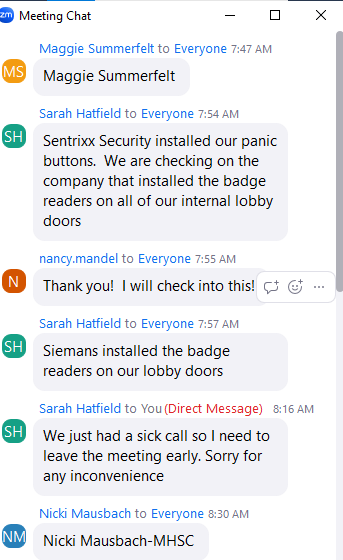 zm Meeting Chat
Maggie Summerfelt to Everyone 7:47 AM
MS
Maggie Summerfelt
Sarah Hatfield to Everyone 7:54 AM
SH
Sentrixx Security installed our panic
buttons.  We are checking on the
company that installed the badge
readers on all of our internal lobby
doors
nancy.mandel to Everyone 7:55 AM
N
Thank you!  I will check into this!
Sarah Hatfield to Everyone 7:57 AM
SH
Siemans installed the badge
readers on our lobby doors
Sarah Hatfield to You (Direct Message) 8:16 AM
SH
We just had a sick call so I need to
leave the meeting early. Sorry for
any inconvenience
Nicki Mausbach to Everyone 8:30 AM
NM
Nicki Mausbach-MHSC